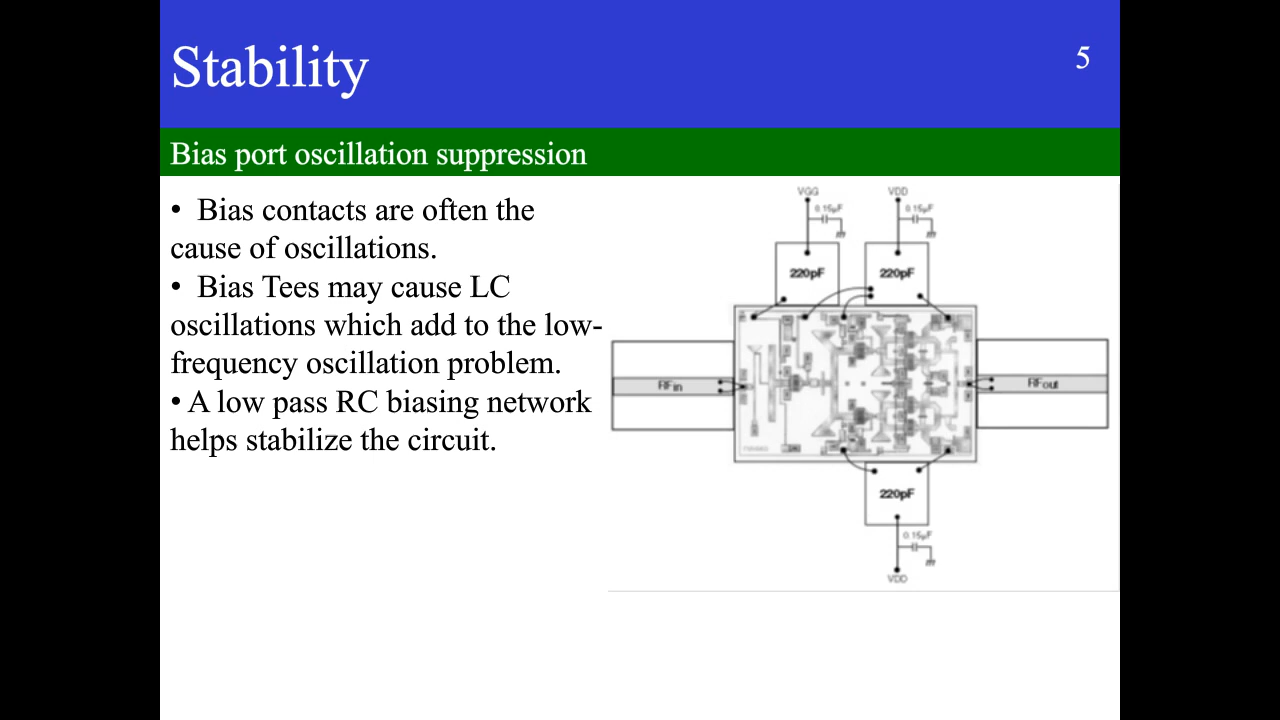 Stability
5
Bias port oscillation suppression
• Bias contacts are often the
cause of oscillations.
• Bias Tees may cause LC
oscillations which add to the low-
frequency oscillation problem.
• A low pass RC biasing network
helps stabilize the circuit.
VGG
VDD
0.15µF
0.15µF
220pF
220pF
RFin
RFout
220pF
0.15µF
VDD